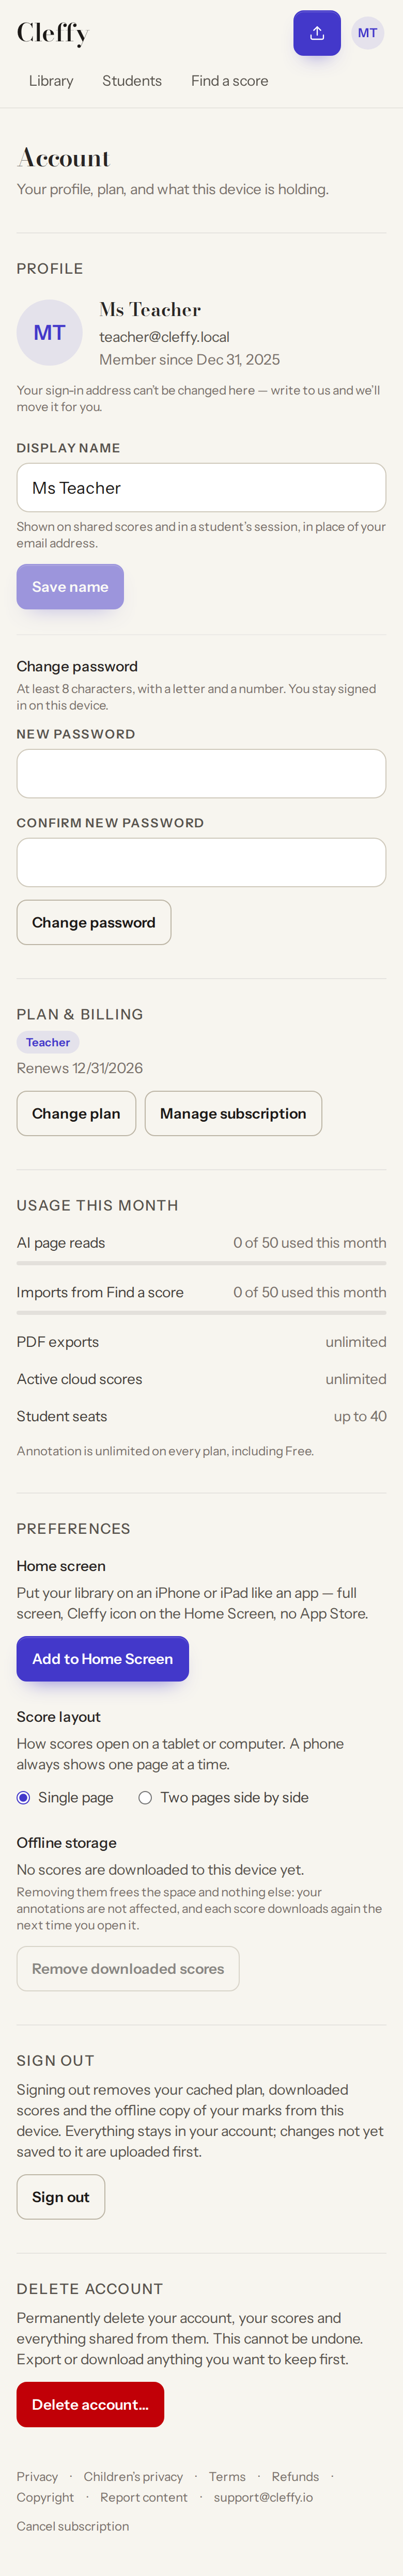 Cleffy
MT
Library Students Find a score
Account
Your profile, plan, and what this device is holding.
PROFILE
MT
Ms Teacher
teacher@cleffy.local
Member since Dec 31, 2025
Your sign-in address can't be changed here — write to us and we'll
move it for you.
DISPLAY NAME
Ms Teacher
Shown on shared scores and in a student's session, in place of your
email address.
Save name
Change password
At least 8 characters, with a letter and a number. You stay signed
in on this device.
NEW PASSWORD
CONFIRM NEW PASSWORD
Change password
PLAN & BILLING
Teacher
Renews 12/31/2026
Change plan Manage subscription
USAGE THIS MONTH
AI page reads 0 of 50 used this month
Imports from Find a score 0 of 50 used this month
PDF exports unlimited
Active cloud scores unlimited
Student seats up to 40
Annotation is unlimited on every plan, including Free.
PREFERENCES
Home screen
Put your library on an iPhone or iPad like an app — full
screen, Cleffy icon on the Home Screen, no App Store.
Add to Home Screen
Score layout
How scores open on a tablet or computer. A phone
always shows one page at a time.
Single page Two pages side by side
Offline storage
No scores are downloaded to this device yet.
Removing them frees the space and nothing else: your
annotations are not affected, and each score downloads again the
next time you open it.
Remove downloaded scores
SIGN OUT
Signing out removes your cached plan, downloaded
scores and the offline copy of your marks from this
device. Everything stays in your account; changes not yet
saved to it are uploaded first.
Sign out
DELETE ACCOUNT
Permanently delete your account, your scores and
everything shared from them. This cannot be undone.
Export or download anything you want to keep first.
Delete account...
Privacy · Children's privacy · Terms · Refunds ·
Copyright · Report content · support@cleffy.io
Cancel subscription